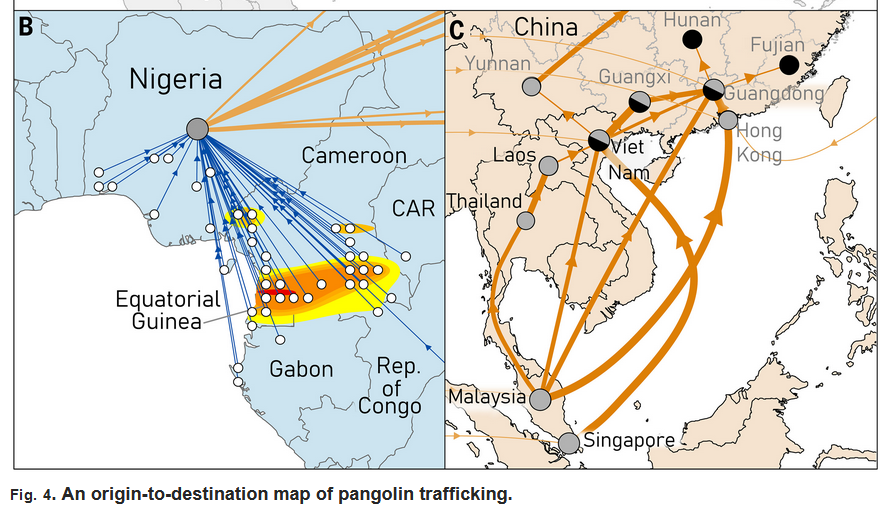 B
Nigeria
Cameroon
CAR
Equatorial
Guinea
Gabon
Rep.
of
Congo
C
China
Hunan
Fujian
Yunnan
Guangxi
Guangdong
Hong
Kong
Viet
Nam
Laos
Thailand
Malaysia
Singapore
Fig. 4. An origin-to-destination map of pangolin trafficking.